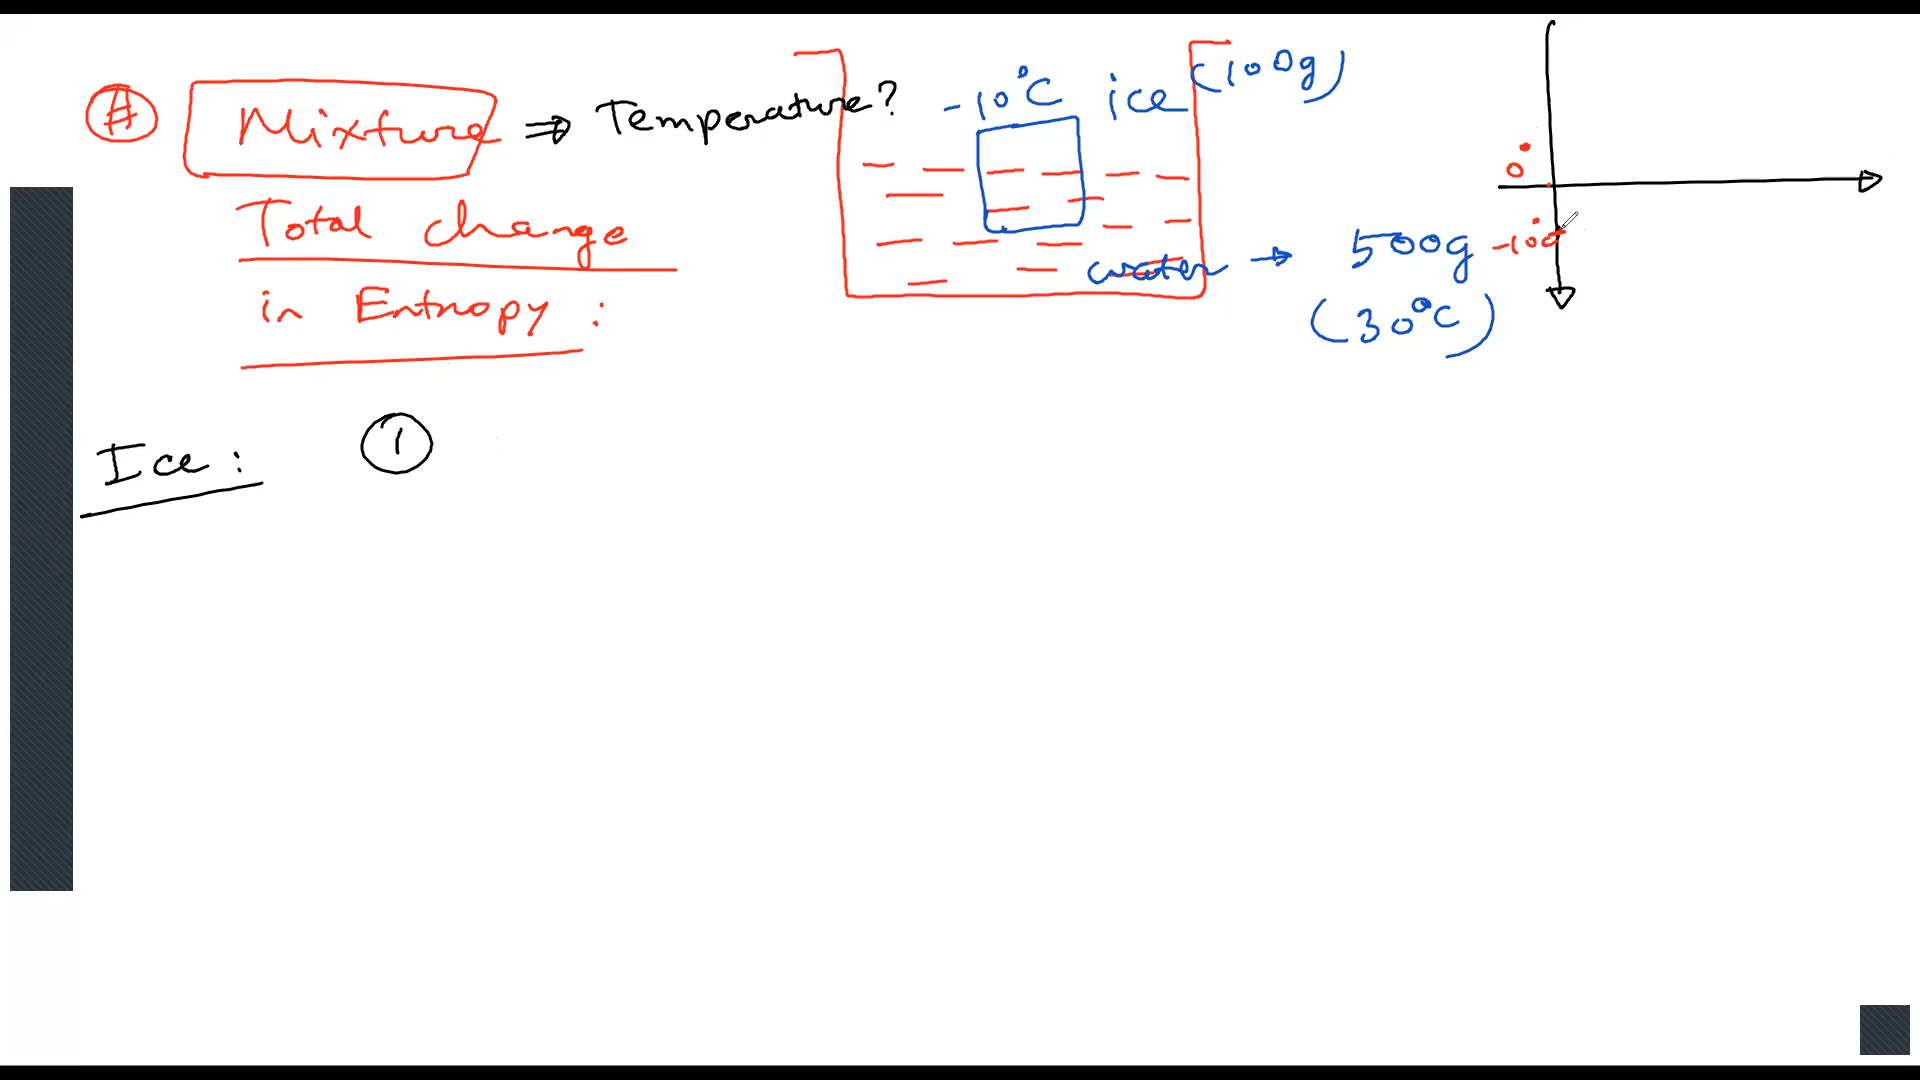 # Mixture ⇒ Temperature?
-10°C ice (100g)
Total change
in Entropy :
water → 500g
(30°C)
0°
-10°
Ice : ①